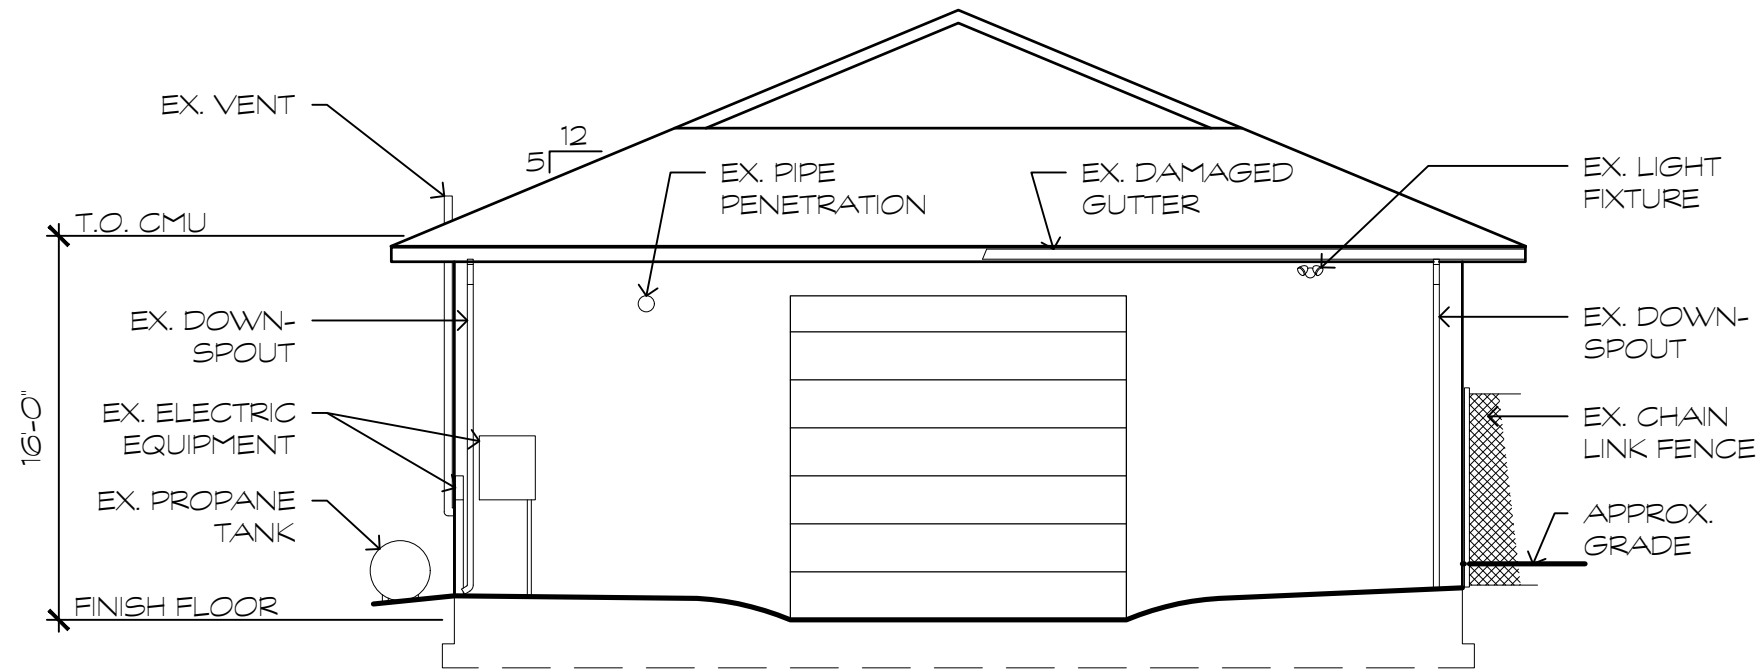 EX. VENT
12
5
EX. PIPE
PENETRATION
EX. DAMAGED
GUTTER
EX. LIGHT
FIXTURE
T.O. CMU
EX. DOWN-
SPOUT
EX. DOWN-
SPOUT
16'-0"
EX. ELECTRIC
EQUIPMENT
EX. CHAIN
LINK FENCE
EX. PROPANE
TANK
APPROX.
GRADE
FINISH FLOOR